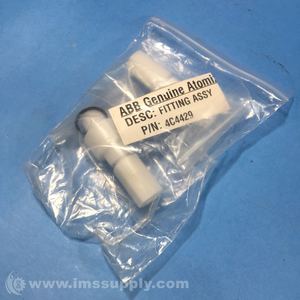 ABB Genuine Atomi
DESC: FITTING ASSY
P/N: 4C4429
© www.imssupply.com